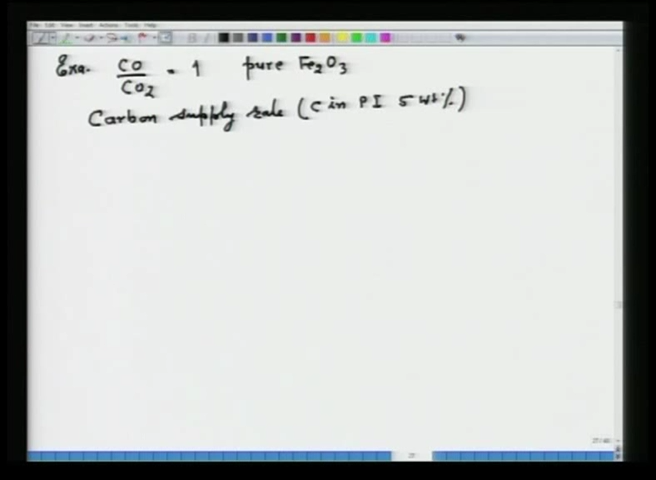 Exa. CO/CO₂ = 1 pure Fe₂O₃
Carbon supply rate (C in PI 5 wt%)